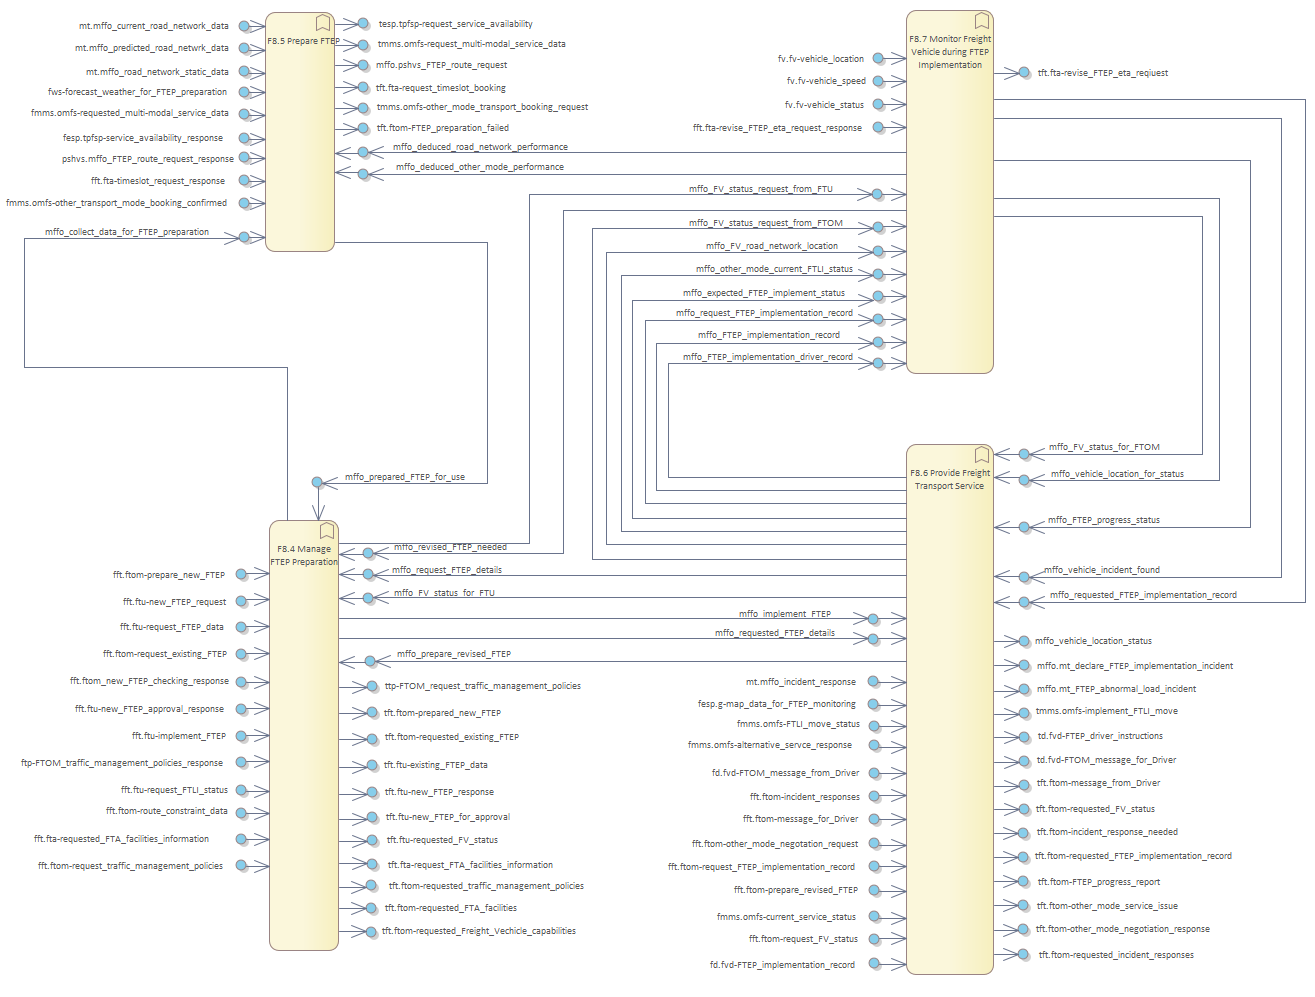 mt.mffo_current_road_network_data
mt.mffo_predicted_road_netwrk_data
mt.mffo_road_network_static_data
fws-forecast_weather_for_FTEP_preparation
fmms.omfs-requested_multi-modal_service_data
fesp.tpfsp-service_availability_response
pshvs.mffo_FTEP_route_request_response
fft.fta-timeslot_request_response
fmms.omfs-other_transport_mode_booking_confirmed
mffo_collect_data_for_FTEP_preparation
F8.5 Prepare FTEP
tesp.tpfsp-request_service_availability
tmms.omfs-request_multi-modal_service_data
mffo.pshvs_FTEP_route_request
tft.fta-request_timeslot_booking
tmms.omfs-other_mode_transport_booking_request
tft.ftom-FTEP_preparation_failed
mffo_deduced_road_network_performance
mffo_deduced_other_mode_performance
F8.7 Monitor Freight
Vehicle during FTEP
Implementation
fv.fv-vehicle_location
fv.fv-vehicle_speed
fv.fv-vehicle_status
fft.fta-revise_FTEP_eta_request_response
tft.fta-revise_FTEP_eta_reqiuest
mffo_FV_status_request_from_FTU
mffo_FV_status_request_from_FTOM
mffo_FV_road_network_location
mffo_other_mode_current_FTLI_status
mffo_expected_FTEP_implement_status
mffo_request_FTEP_implementation_record
mffo_FTEP_implementation_record
mffo_FTEP_implementation_driver_record
mffo_prepared_FTEP_for_use
F8.4 Manage
FTEP Preparation
fft.ftom-prepare_new_FTEP
fft.ftu-new_FTEP_request
fft.ftu-request_FTEP_data
fft.ftom-request_existing_FTEP
fft.ftom_new_FTEP_checking_response
fft.ftu-new_FTEP_approval_response
fft.ftu-implement_FTEP
ftp-FTOM_traffic_management_policies_response
fft.ftu-request_FTLI_status
fft.ftom-route_constraint_data
fft.fta-requested_FTA_facilities_information
fft.ftom-request_traffic_management_policies
mffo_revised_FTEP_needed
mffo_request_FTEP_details
mffo_FV_status_for_FTU
mffo_implement_FTEP
mffo_requested_FTEP_details
mffo_prepare_revised_FTEP
ttp-FTOM_request_traffic_management_policies
tft.ftom-prepared_new_FTEP
tft.ftom-requested_existing_FTEP
tft.ftu-existing_FTEP_data
tft.ftu-new_FTEP_response
tft.ftu-new_FTEP_for_approval
tft.ftu-requested_FV_status
tft.fta-request_FTA_facilities_information
tft.ftom-requested_traffic_management_policies
tft.ftom-requested_FTA_facilities
tft.ftom-requested_Freight_Vechicle_capabilities
F8.6 Provide Freight
Transport Service
mffo_FV_status_for_FTOM
mffo_vehicle_location_for_status
mffo_FTEP_progress_status
mffo_vehicle_incident_found
mffo_requested_FTEP_implementation_record
mt.mffo_incident_response
fesp.g-map_data_for_FTEP_monitoring
fmms.omfs-FTLI_move_status
fmms.omfs-alternative_servce_response
fd.fvd-FTOM_message_from_Driver
fft.ftom-incident_responses
fft.ftom-message_for_Driver
fft.ftom-other_mode_negotation_request
fft.ftom-request_FTEP_implementation_record
fft.ftom-prepare_revised_FTEP
fmms.omfs-current_service_status
fft.ftom-request_FV_status
fd.fvd-FTEP_implementation_record
mffo_vehicle_location_status
mffo.mt_declare_FTEP_implementation_incident
mffo.mt_FTEP_abnormal_load_incident
tmms.omfs-implement_FTLI_move
td.fvd-FTEP_driver_instructions
td.fvd-FTOM_message_for_Driver
tft.ftom-message_from_Driver
tft.ftom-requested_FV_status
tft.ftom-incident_response_needed
tft.ftom-requested_FTEP_implementation_record
tft.ftom-FTEP_progress_report
tft.ftom-other_mode_service_issue
tft.ftom-other_mode_negotiation_response
tft.ftom-requested_incident_responses